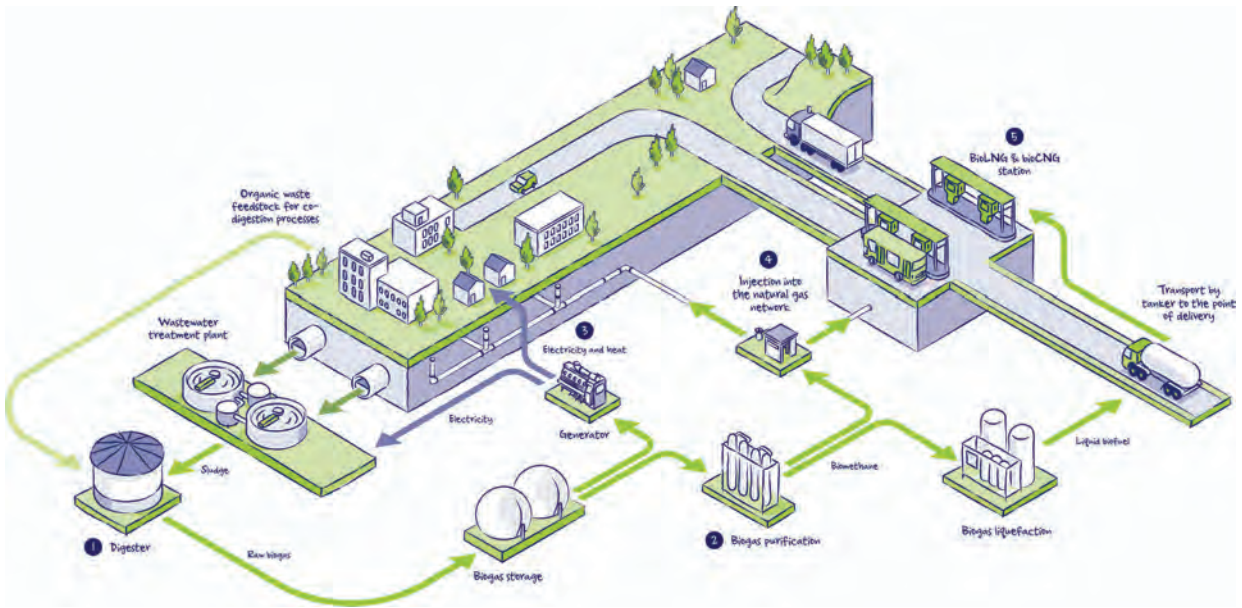 5
BioLNG & bioCNG
station
Organic waste
feedstock for co-
digestion processes
4
Injection into
the natural gas
network
Transport by
tanker to the point
of delivery
Wastewater
treatment plant
3
Electricity and heat
Electricity
Generator
Sludge
Biomethane
Liquid biofuel
1 Digester
Raw biogas
Biogas storage
2 Biogas purification
Biogas liquefaction